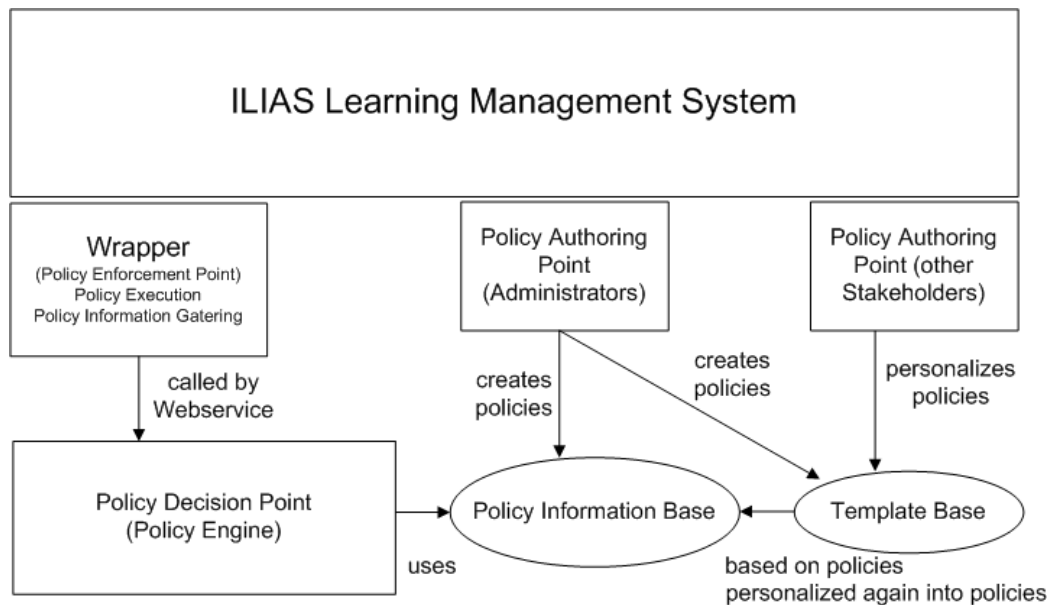 ILIAS Learning Management System
Wrapper
(Policy Enforcement Point)
Policy Execution
Policy Information Gatering
Policy Authoring
Point
(Administrators)
Policy Authoring
Point (other
Stakeholders)
called by
Webservice
creates
policies
creates
policies
personalizes
policies
Policy Decision Point
(Policy Engine)
uses
Policy Information Base
Template Base
based on policies
personalized again into policies